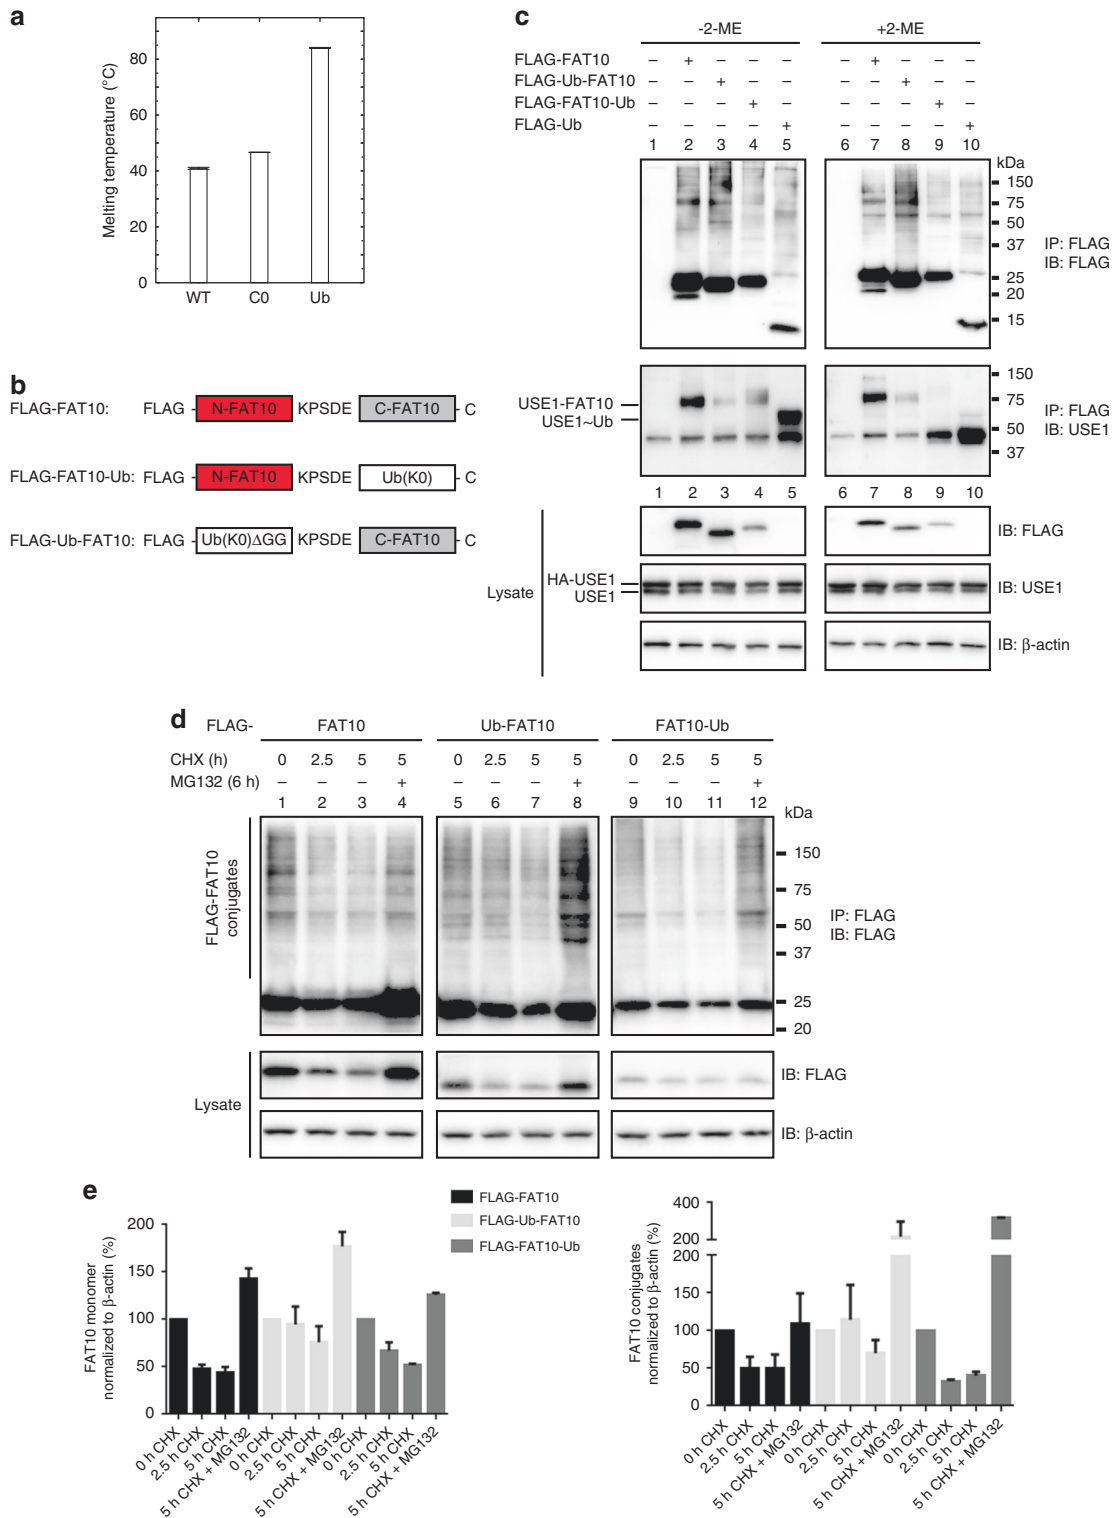 a
Melting temperature (°C)
80
60
40
20
0
WT C0 Ub
b
FLAG-FAT10: FLAG - N-FAT10 KPSDE C-FAT10 - C
FLAG-FAT10-Ub: FLAG - N-FAT10 KPSDE Ub(K0) - C
FLAG-Ub-FAT10: FLAG - Ub(K0)ΔGG KPSDE C-FAT10 - C
c
-2-ME +2-ME
FLAG-FAT10 – + – – – – + – – –
FLAG-Ub-FAT10 – – + – – – – + – –
FLAG-FAT10-Ub – – – + – – – – + –
FLAG-Ub – – – – + – – – – +
1 2 3 4 5 6 7 8 9 10
kDa
150
75
50
37
25
20
15
IP: FLAG
IB: FLAG
USE1-FAT10
USE1~Ub
150
75
50
37
IP: FLAG
IB: USE1
1 2 3 4 5 6 7 8 9 10
IB: FLAG
Lysate
HA-USE1
USE1
IB: USE1
IB: β-actin
d
FLAG- FAT10 Ub-FAT10 FAT10-Ub
CHX (h) 0 2.5 5 5 0 2.5 5 5 0 2.5 5 5
MG132 (6 h) – – – + – – – + – – – +
1 2 3 4 5 6 7 8 9 10 11 12
kDa
FLAG-FAT10
conjugates
150
75
50
37
25
20
IP: FLAG
IB: FLAG
Lysate
IB: FLAG
IB: β-actin
e
FLAG-FAT10
FLAG-Ub-FAT10
FLAG-FAT10-Ub
FAT10 monomer
normalized to β-actin (%)
200
150
100
50
0
0 h CHX
2.5 h CHX
5 h CHX
5 h CHX + MG132
0 h CHX
2.5 h CHX
5 h CHX
5 h CHX + MG132
0 h CHX
2.5 h CHX
5 h CHX
5 h CHX + MG132
FAT10 conjugates
normalized to β-actin (%)
400
200
200
150
100
50
0
0 h CHX
2.5 h CHX
5 h CHX
5 h CHX + MG132
0 h CHX
2.5 h CHX
5 h CHX
5 h CHX + MG132
0 h CHX
2.5 h CHX
5 h CHX
5 h CHX + MG132